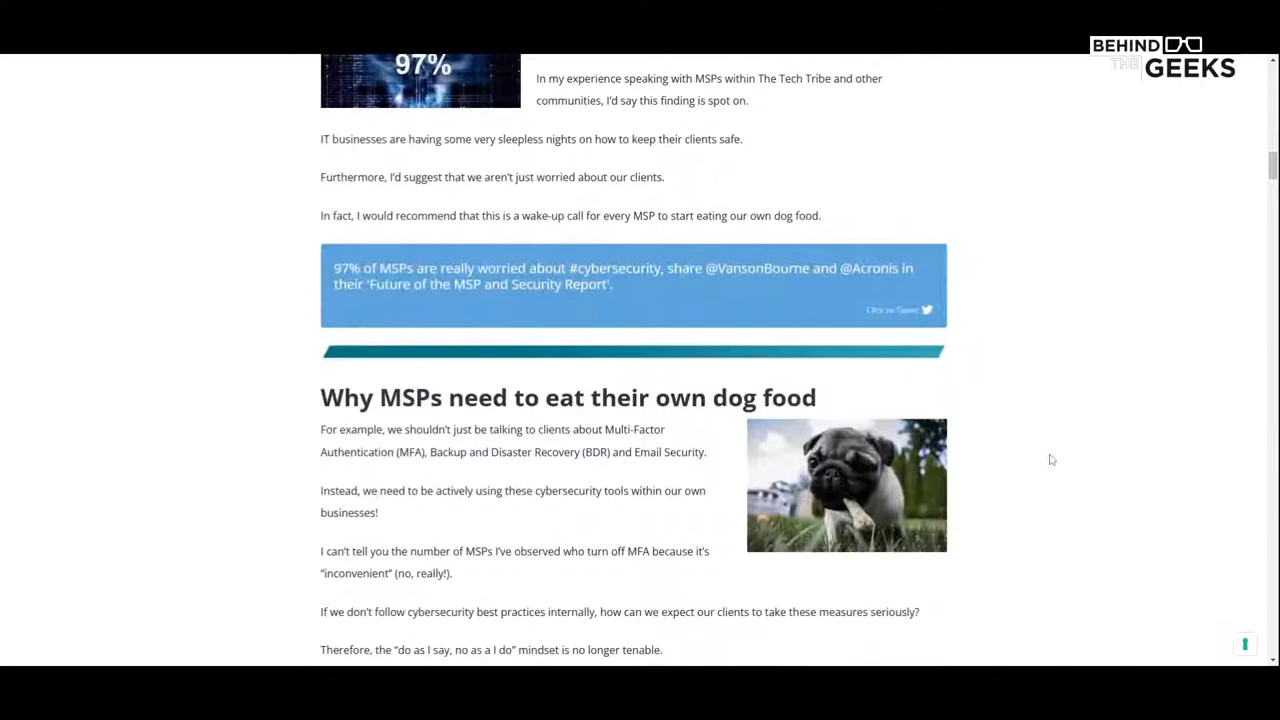 BEHIND
THE
GEEKS
97%
In my experience speaking with MSPs within The Tech Tribe and other
communities, I'd say this finding is spot on.
IT businesses are having some very sleepless nights on how to keep their clients safe.
Furthermore, I'd suggest that we aren't just worried about our clients.
In fact, I would recommend that this is a wake-up call for every MSP to start eating our own dog food.
97% of MSPs are really worried about #cybersecurity, share @VansonBourne and @Acronis in
their 'Future of the MSP and Security Report'.
Click to Tweet
Why MSPs need to eat their own dog food
For example, we shouldn't just be talking to clients about Multi-Factor
Authentication (MFA), Backup and Disaster Recovery (BDR) and Email Security.
Instead, we need to be actively using these cybersecurity tools within our own
businesses!
I can't tell you the number of MSPs I've observed who turn off MFA because it's
"inconvenient" (no, really!).
If we don't follow cybersecurity best practices internally, how can we expect our clients to take these measures seriously?
Therefore, the "do as I say, no as a I do" mindset is no longer tenable.